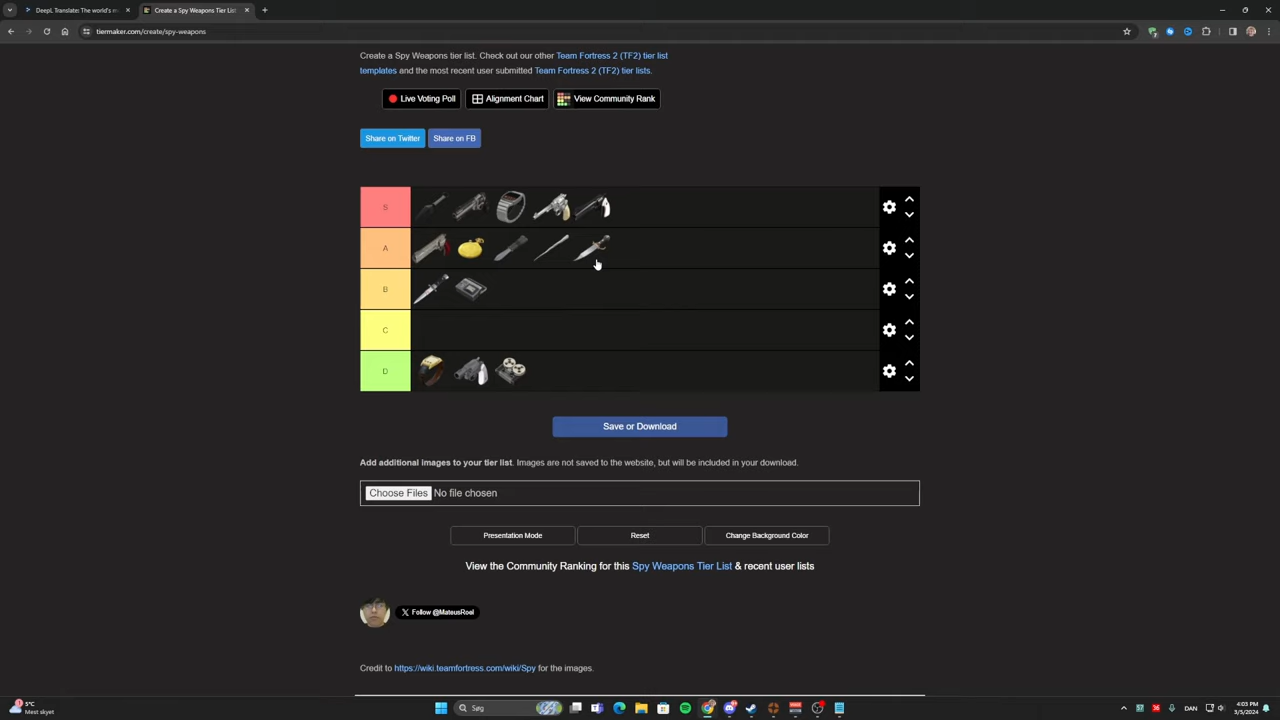 DeepL Translate: The world's m
Create a Spy Weapons Tier List
tiermaker.com/create/spy-weapons
Create a Spy Weapons tier list. Check out our other Team Fortress 2 (TF2) tier list
templates and the most recent user submitted Team Fortress 2 (TF2) tier lists.
Live Voting Poll
Alignment Chart
View Community Rank
Share on Twitter
Share on FB
S
A
B
C
D
Save or Download
Add additional images to your tier list. Images are not saved to the website, but will be included in your download.
Choose Files No file chosen
Presentation Mode
Reset
Change Background Color
View the Community Ranking for this Spy Weapons Tier List & recent user lists
X Follow @MateusRoel
Credit to https://wiki.teamfortress.com/wiki/Spy for the images.
5°C
Mest skyet
Søg
DAN
4:05 PM
3/5/2024